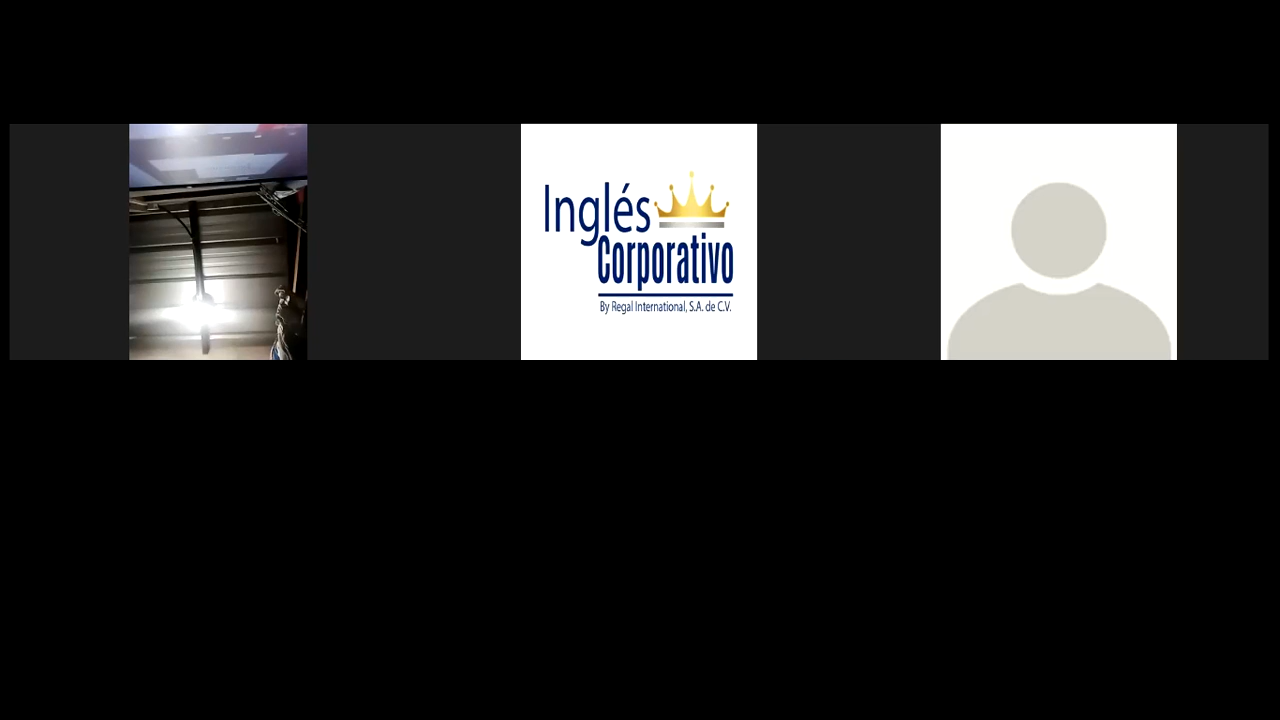 Inglés
Corporativo
By Regal International, S.A. de C.V.